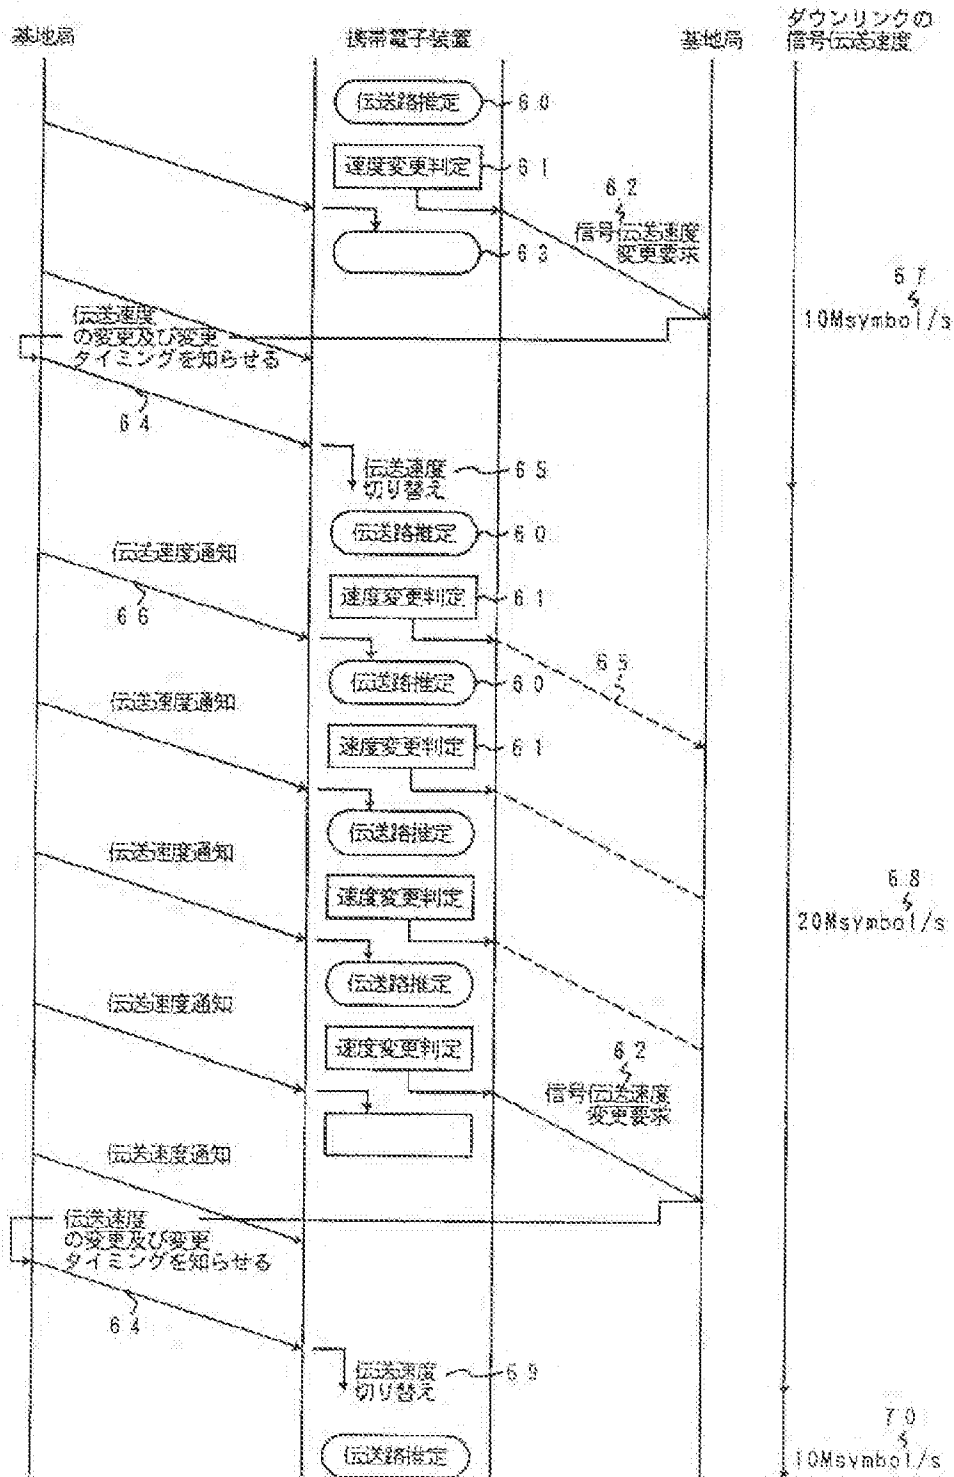 基地局
携帯電子装置
基地局
ダウンリンクの
信号伝送速度
伝送路推定
60
速度変更判定
61
62
信号伝送速度
変更要求
63
67
10Msymbol/s
伝送速度
の変更及び変更
タイミングを知らせる
64
伝送速度
切り替え
65
伝送路推定
60
伝送速度通知
66
速度変更判定
61
65
伝送路推定
60
伝送速度通知
速度変更判定
61
伝送路推定
伝送速度通知
速度変更判定
68
20Msymbol/s
伝送路推定
伝送速度通知
速度変更判定
62
信号伝送速度
変更要求
伝送速度通知
伝送速度
の変更及び変更
タイミングを知らせる
64
伝送速度
切り替え
69
70
10Msymbol/s
伝送路推定